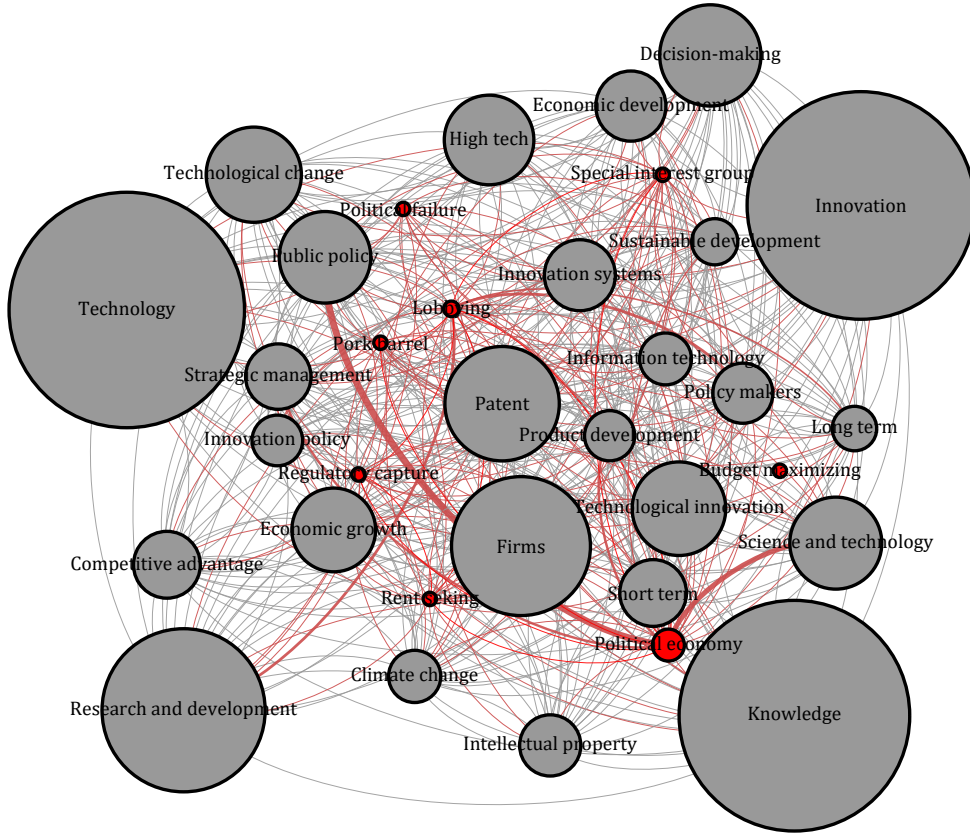 Decision-making
Economic development
High tech
Technological change
Special interest group
Innovation
Political failure
Sustainable development
Public policy
Innovation systems
Technology
Lobbying
Pork barrel
Information technology
Strategic management
Policy makers
Patent
Long term
Product development
Innovation policy
Budget maximizing
Regulatory capture
Technological innovation
Economic growth
Science and technology
Firms
Competitive advantage
Short term
Rent seking
Political economy
Climate change
Research and development
Knowledge
Intellectual property